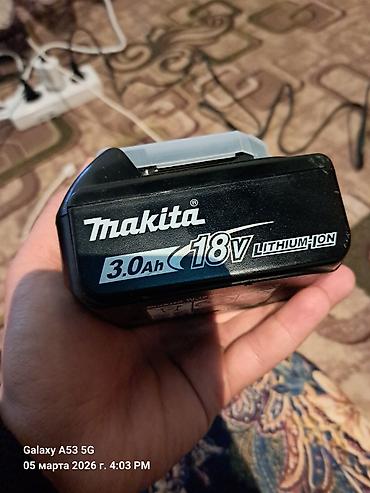 makita®
3.0Ah 18V LITHIUM-ION
Galaxy A53 5G
05 марта 2026 г. 4:03 PM